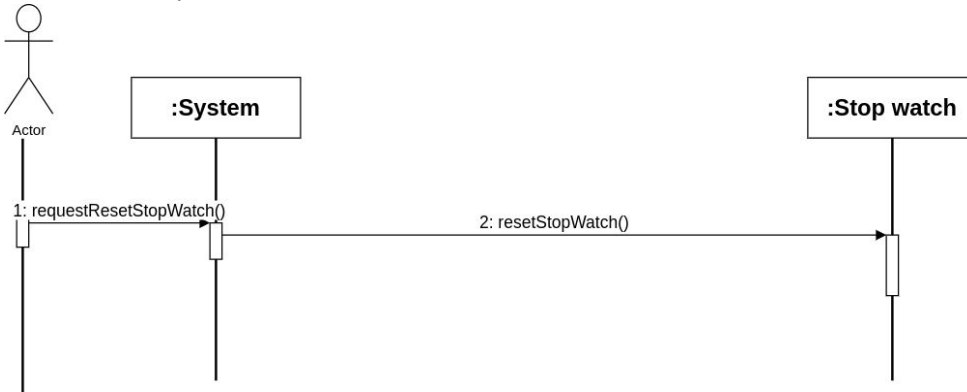 Actor
:System
:Stop watch
1: requestResetStopWatch()
2: resetStopWatch()